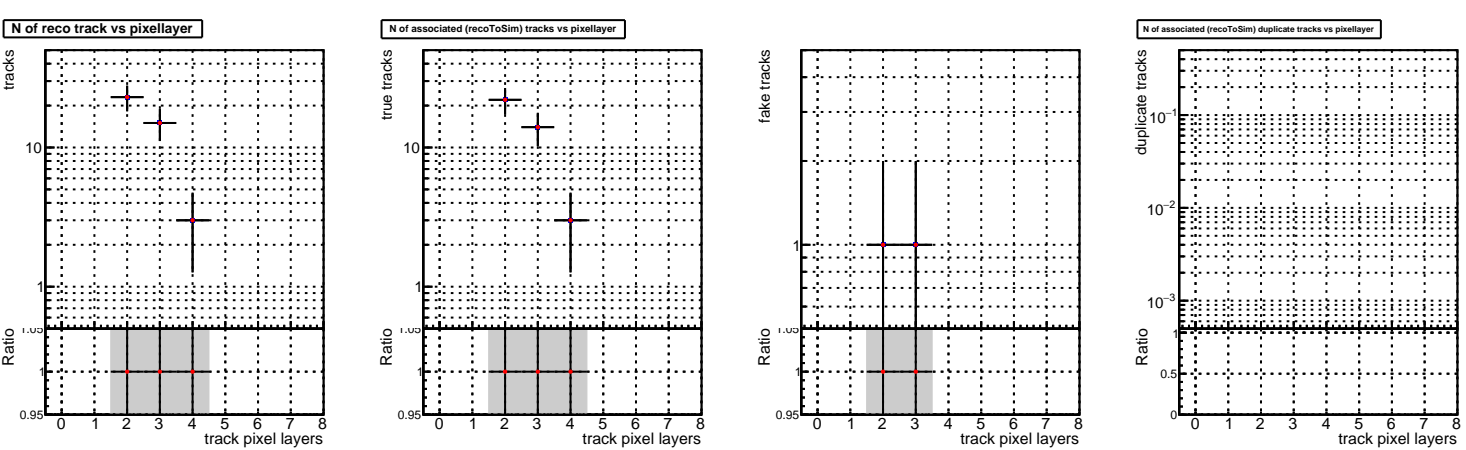 N of reco track vs pixellayer
tracks
10
1
Ratio
1.05
1
0.95
0 1 2 3 4 5 6 7 8
track pixel layers
N of associated (recoToSim) tracks vs pixellayer
true tracks
10
1
Ratio
1.05
1
0.95
0 1 2 3 4 5 6 7 8
track pixel layers
fake tracks
1
Ratio
1.05
1
0.95
0 1 2 3 4 5 6 7 8
track pixel layers
N of associated (recoToSim) duplicate tracks vs pixellayer
duplicate tracks
10⁻¹
10⁻²
10⁻³
Ratio
1
0.5
0
0 1 2 3 4 5 6 7 8
track pixel layers